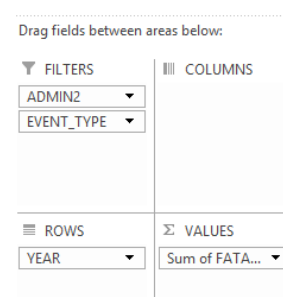 Drag fields between areas below:
FILTERS
COLUMNS
ADMIN2
EVENT_TYPE
ROWS
Σ VALUES
YEAR
Sum of FATA...